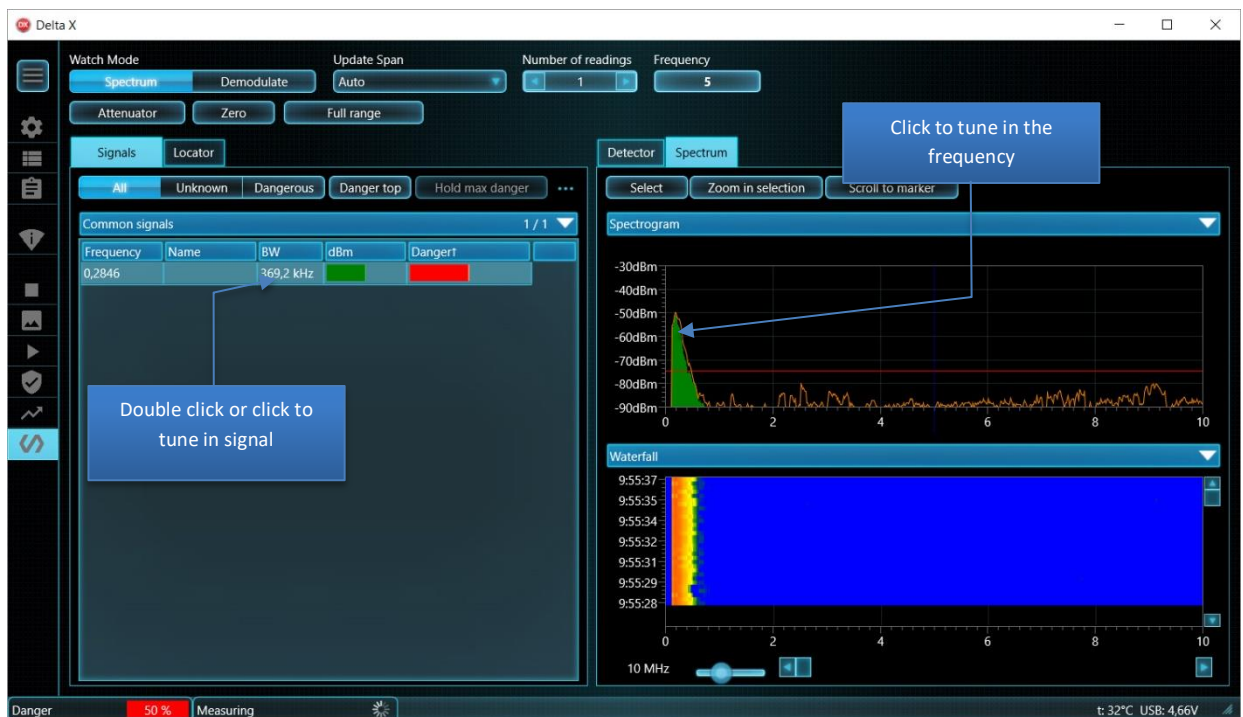 Delta X
Watch Mode
Update Span
Number of readings
Frequency
Spectrum
Demodulate
Auto
1
5
Attenuator
Zero
Full range
Click to tune in the
frequency
Signals
Locator
Detector
Spectrum
All
Unknown
Dangerous
Danger top
Hold max danger
...
Select
Zoom in selection
Scroll to marker
Common signals
1 / 1
Spectrogram
Frequency
Name
BW
dBm
Danger↑
0,2846
369,2 kHz
-30dBm
-40dBm
-50dBm
-60dBm
-70dBm
-80dBm
-90dBm
0
2
4
6
8
10
Double click or click to
tune in signal
Waterfall
9:55:37
9:55:35
9:55:34
9:55:32
9:55:31
9:55:29
9:55:28
0
2
4
6
8
10
10 MHz
Danger
50 %
Measuring
t: 32°C USB: 4,66V